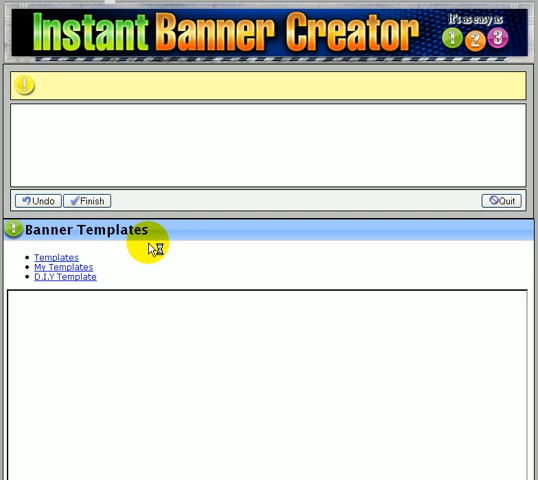 Instant Banner Creator
It's as easy as
1 2 3
Undo
Finish
Quit
1 Banner Templates
Templates
My Templates
D.I.Y Template